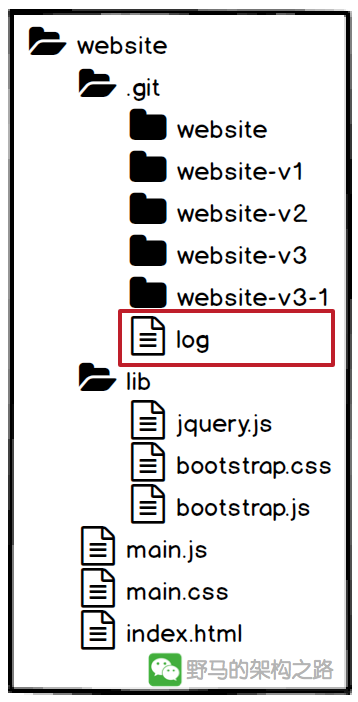 website
.git
website
website-v1
website-v2
website-v3
website-v3-1
log
lib
jquery.js
bootstrap.css
bootstrap.js
main.js
main.css
index.html
野马的架构之路